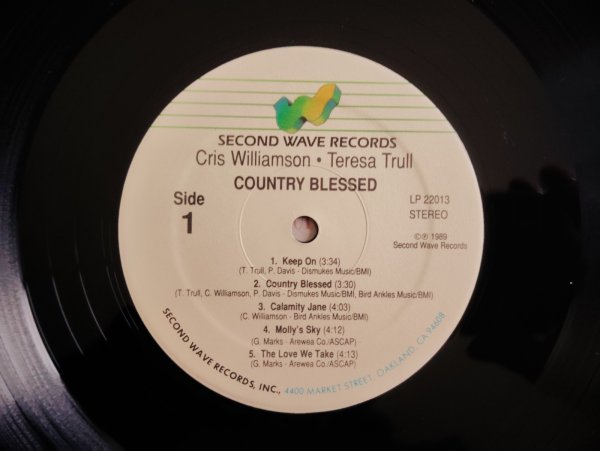 SECOND WAVE RECORDS
Cris Williamson • Teresa Trull
COUNTRY BLESSED
Side
1
LP 22013
STEREO
©℗ 1989
Second Wave Records
1. Keep On (3:34)
(T. Trull, P. Davis - Dismukes Music/BMI)
2. Country Blessed (3:30)
(T. Trull, C. Williamson, P. Davis - Dismukes Music/BMI, Bird Ankles Music/BMI)
3. Calamity Jane (4:03)
(C. Williamson - Bird Ankles Music/BMI)
4. Molly's Sky (4:12)
(G. Marks - Arewea Co./ASCAP)
5. The Love We Take (4:13)
(G. Marks - Arewea Co./ASCAP)
SECOND WAVE RECORDS, INC., 4400 MARKET STREET, OAKLAND, CA 94608